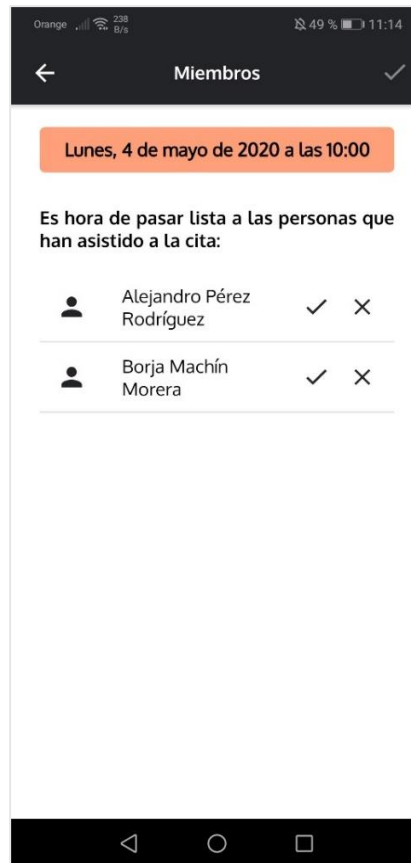 Orange 238 B/s 49 % 11:14
Miembros
Lunes, 4 de mayo de 2020 a las 10:00
Es hora de pasar lista a las personas que
han asistido a la cita:
Alejandro Pérez
Rodríguez
Borja Machín
Morera